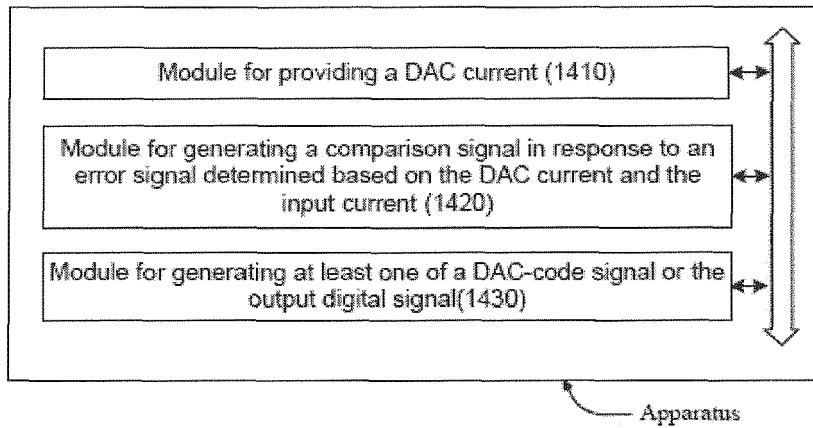 Module for providing a DAC current (1410)
Module for generating a comparison signal in response to an
error signal determined based on the DAC current and the
input current (1420)
Module for generating at least one of a DAC-code signal or the
output digital signal(1430)
Apparatus